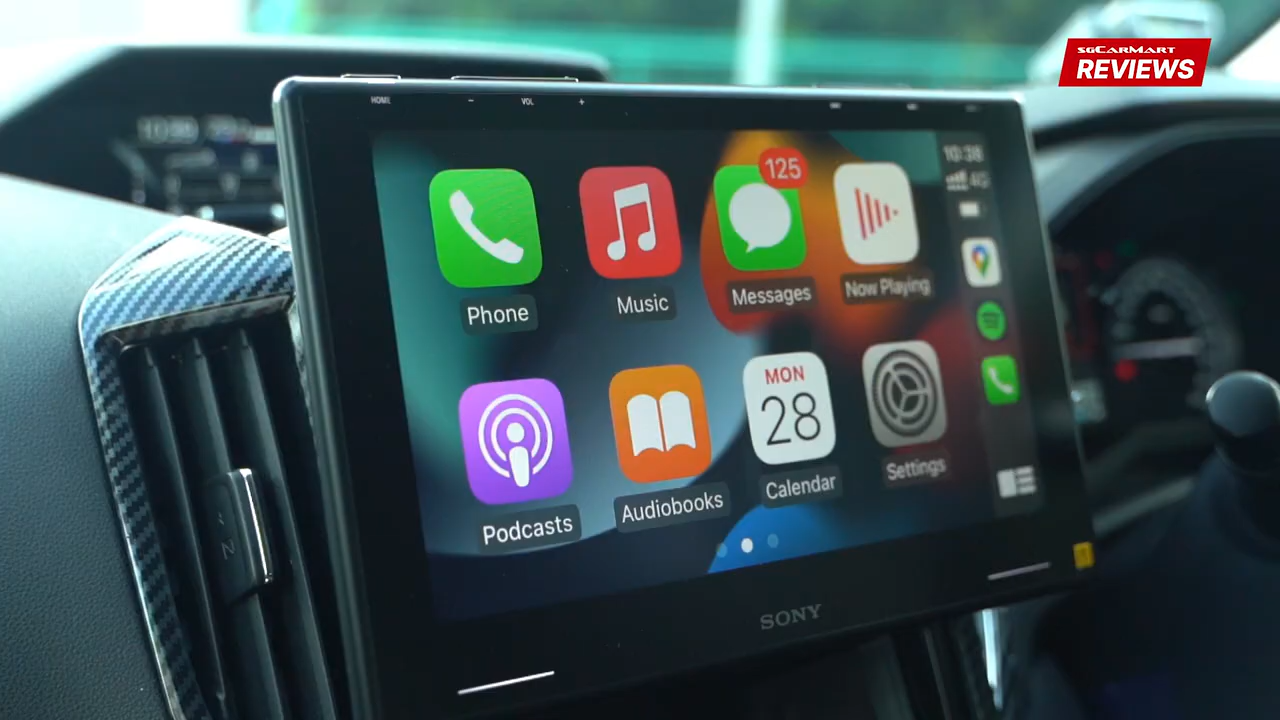 sgCarMart
REVIEWS
HOME
-
VOL
+
10:38
4G
125
Phone
Music
Messages
Now Playing
MON
28
Podcasts
Audiobooks
Calendar
Settings
SONY